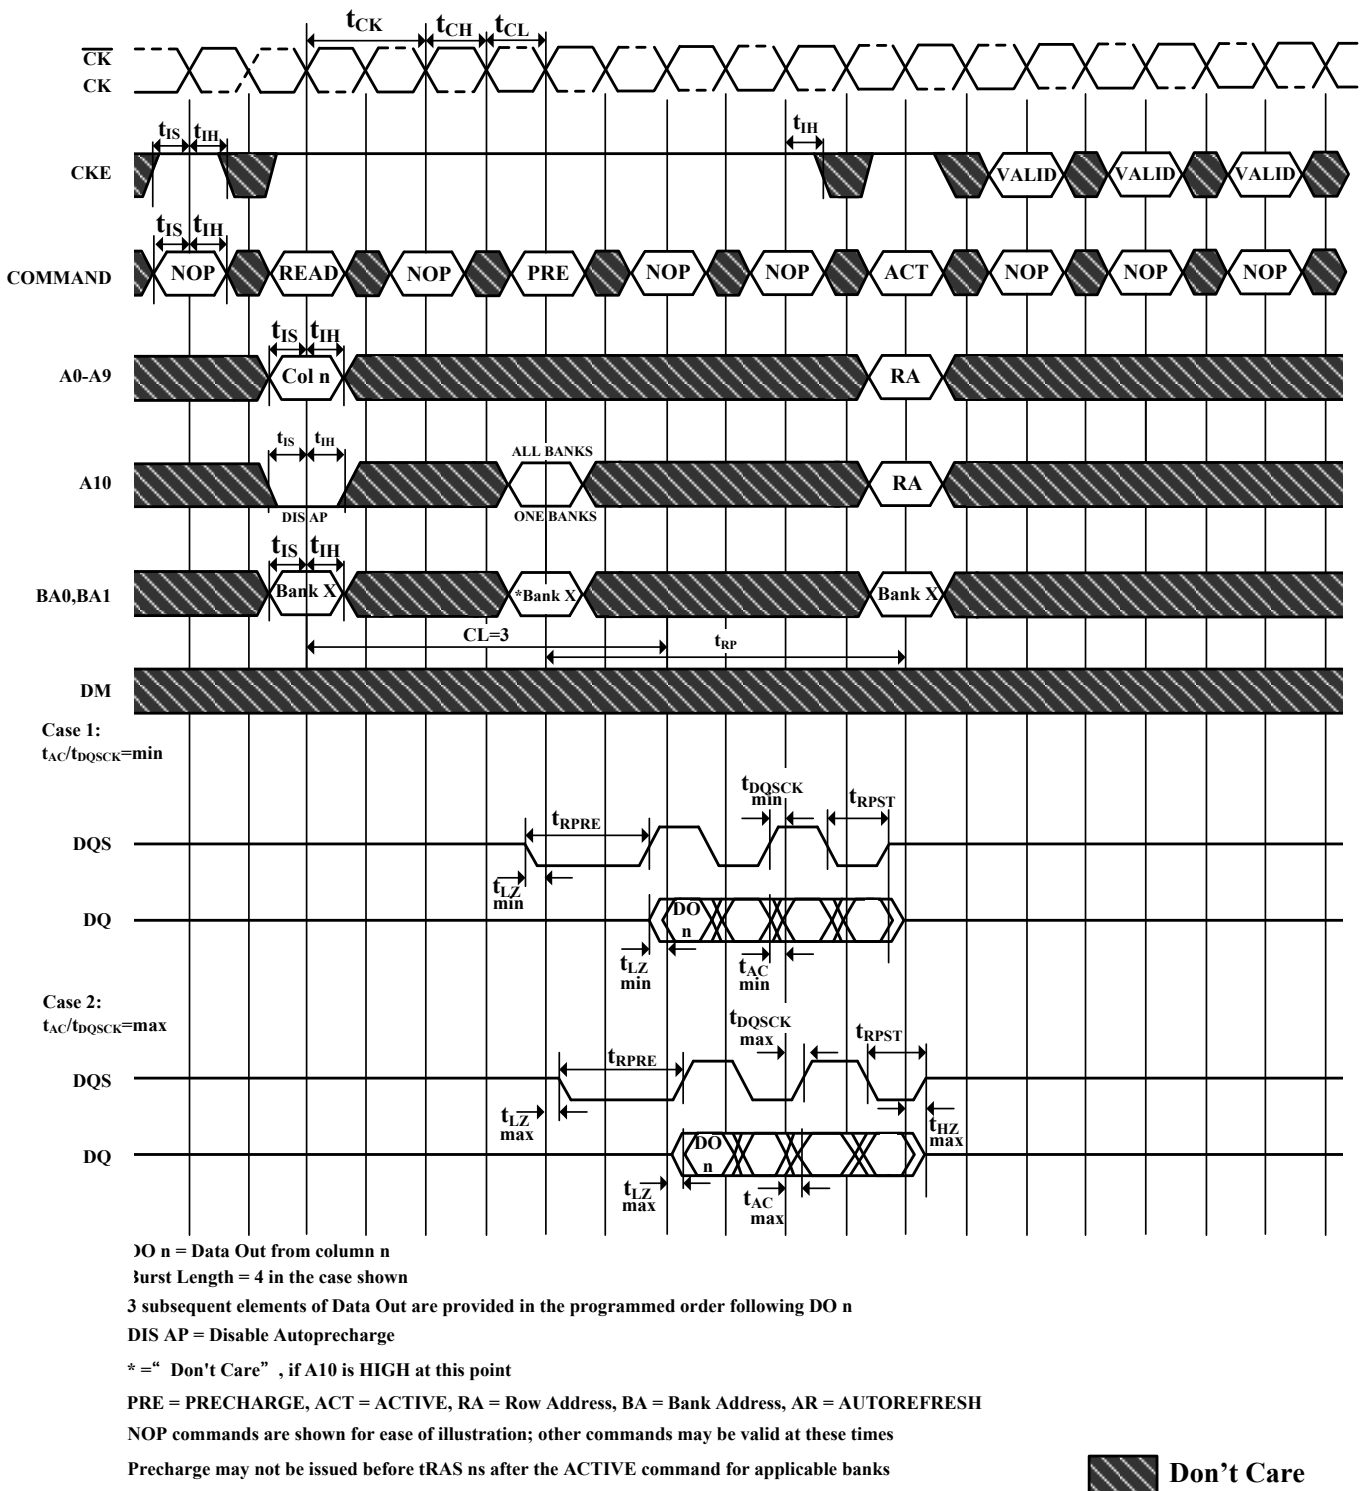 tCK tCH tCL
CK
CK
tIS tIH tIH
CKE VALID VALID VALID
tIS tIH
COMMAND NOP READ NOP PRE NOP NOP ACT NOP NOP NOP
tIS tIH
A0-A9 Col n RA
tIS tIH ALL BANKS
A10 RA
DIS AP ONE BANKS
tIS tIH
BA0,BA1 Bank X *Bank X Bank X
CL=3 tRP
DM
Case 1:
tAC/tDQSCK=min
tDQSCK
min
tRPRE tRPST
DQS
tLZ
min
DQ DO
n
tLZ
min
tAC
min
Case 2:
tAC/tDQSCK=max
tDQSCK
max
tRPRE tRPST
DQS
tLZ
max
tHZ
max
DQ DO
n
tLZ
max
tAC
max
DO n = Data Out from column n
Burst Length = 4 in the case shown
3 subsequent elements of Data Out are provided in the programmed order following DO n
DIS AP = Disable Autoprecharge
* =“ Don't Care” , if A10 is HIGH at this point
PRE = PRECHARGE, ACT = ACTIVE, RA = Row Address, BA = Bank Address, AR = AUTOREFRESH
NOP commands are shown for ease of illustration; other commands may be valid at these times
Precharge may not be issued before tRAS ns after the ACTIVE command for applicable banks
Don’t Care